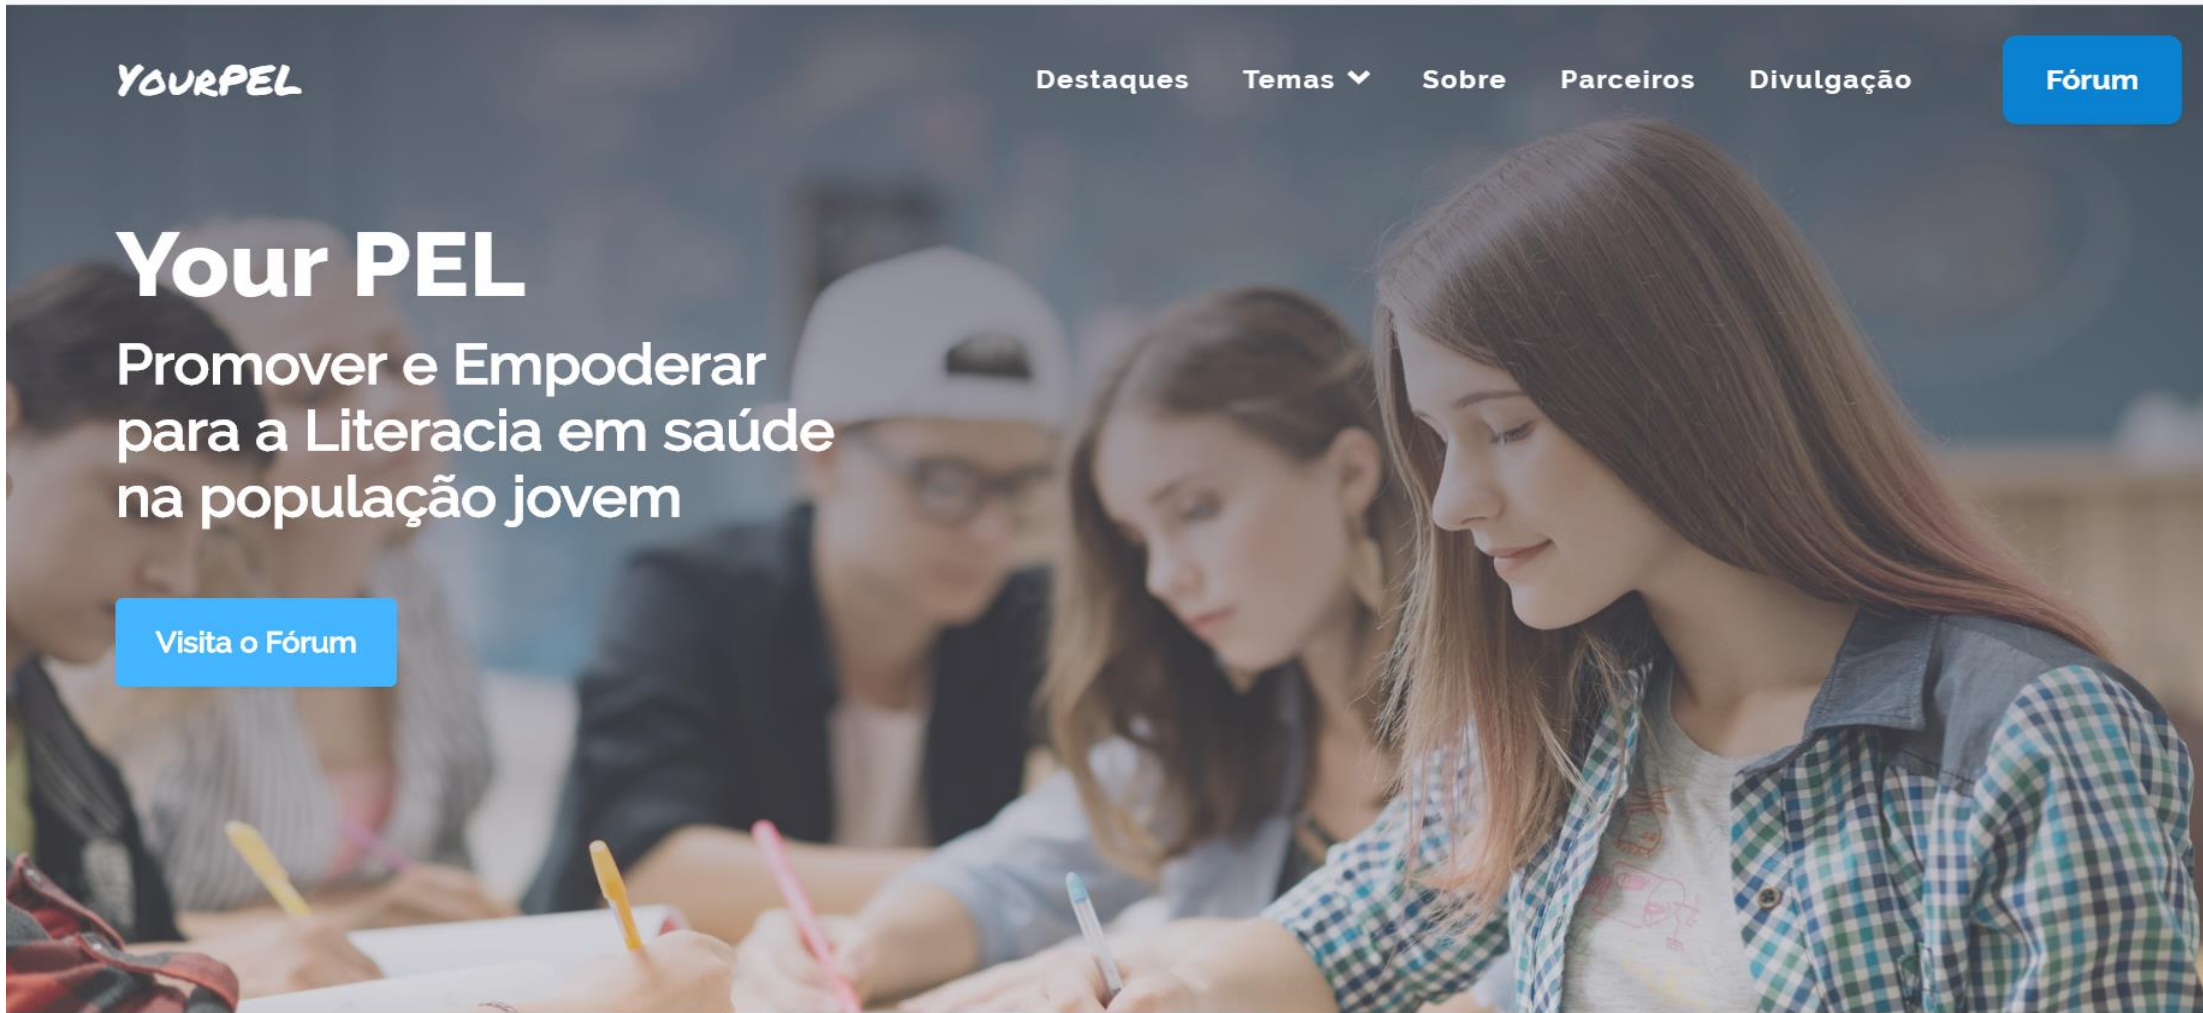 YOURPEL
Destaques
Temas
Sobre
Parceiros
Divulgação
Fórum
Your PEL
Promover e Empoderar
para a Literacia em saúde
na população jovem
Visita o Fórum